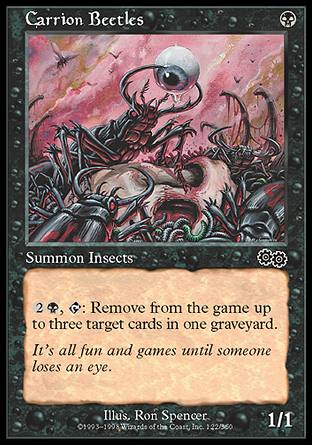 Carrion Beetles
Summon Insects
2, : Remove from the game up
to three target cards in one graveyard.
It's all fun and games until someone
loses an eye.
1/1
Illus. Ron Spencer
©1993–1998 Wizards of the Coast, Inc. 122/350